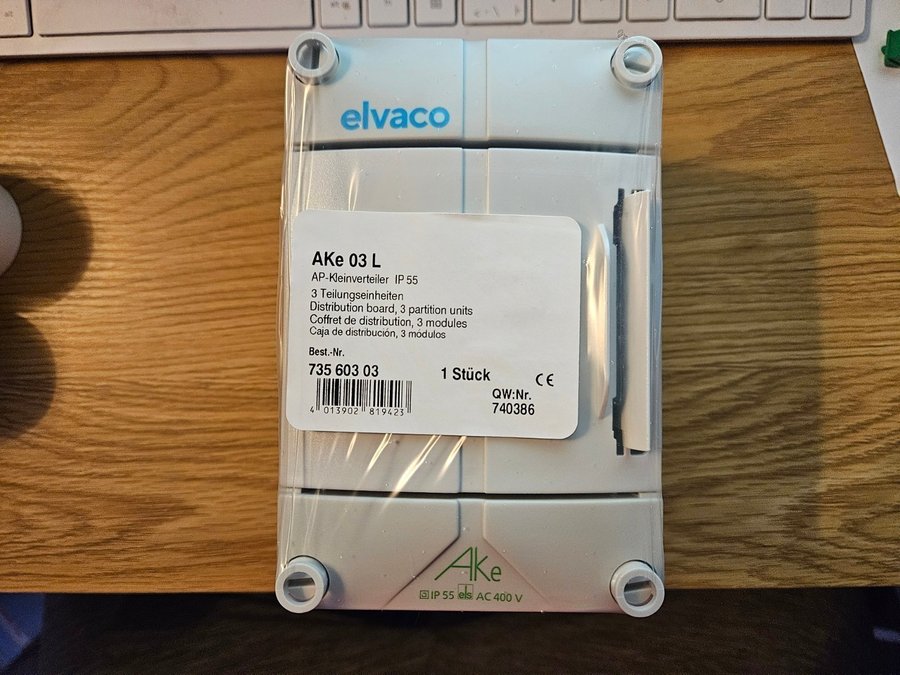 elvaco
AKe 03 L
AP-Kleinverteiler IP 55
3 Teilungseinheiten
Distribution board, 3 partition units
Coffret de distribution, 3 modules
Caja de distribución, 3 módulos
Best.-Nr.
735 603 03
1 Stück
CE
QW:Nr.
740386
4 013902 819423
AKe
IP 55 els AC 400 V